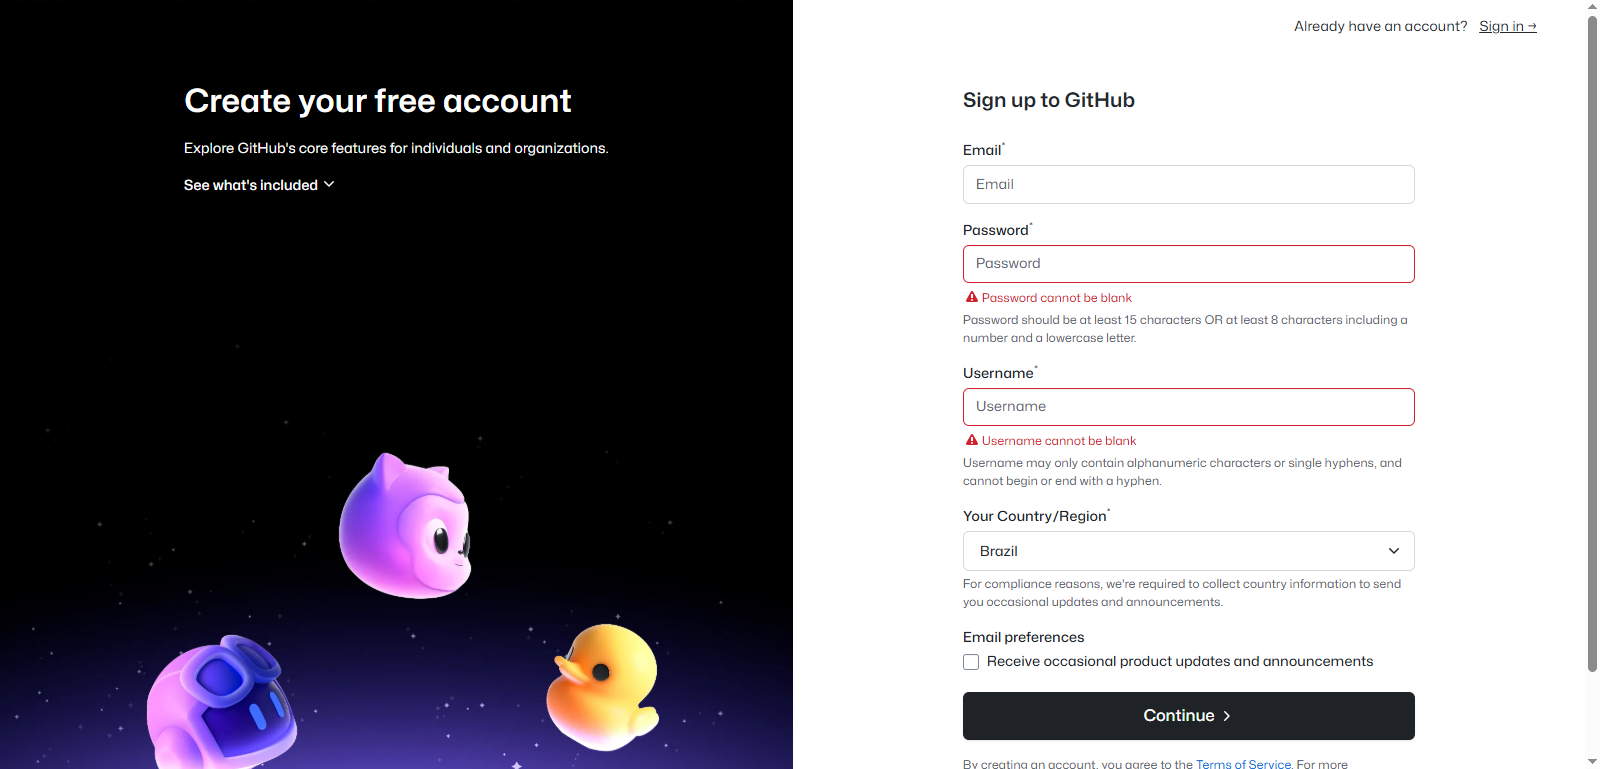 Already have an account? Sign in →
Create your free account
Explore GitHub's core features for individuals and organizations.
See what's included
Sign up to GitHub
Email*
Email
Password*
Password
Password cannot be blank
Password should be at least 15 characters OR at least 8 characters including a
number and a lowercase letter.
Username*
Username
Username cannot be blank
Username may only contain alphanumeric characters or single hyphens, and
cannot begin or end with a hyphen.
Your Country/Region*
Brazil
For compliance reasons, we're required to collect country information to send
you occasional updates and announcements.
Email preferences
Receive occasional product updates and announcements
Continue
By creating an account, you agree to the Terms of Service. For more